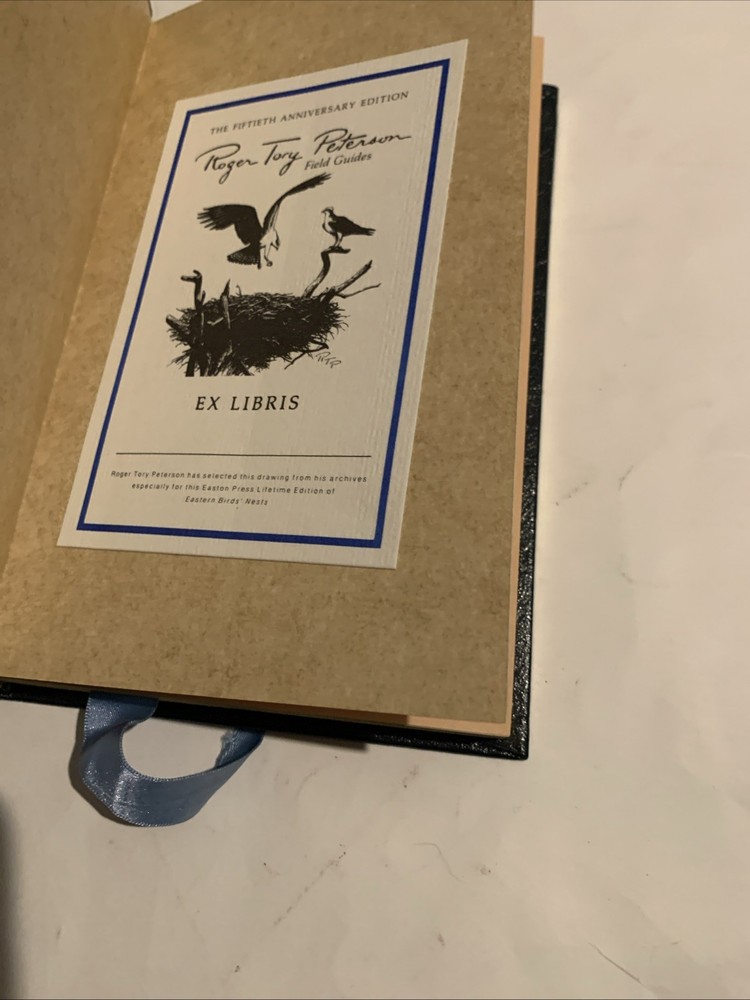 THE FIFTIETH ANNIVERSARY EDITION
Roger Tory Peterson
Field Guides
RTP
EX LIBRIS
Roger Tory Peterson has selected this drawing from his archives
especially for this Easton Press Lifetime Edition of
Eastern Birds' Nests